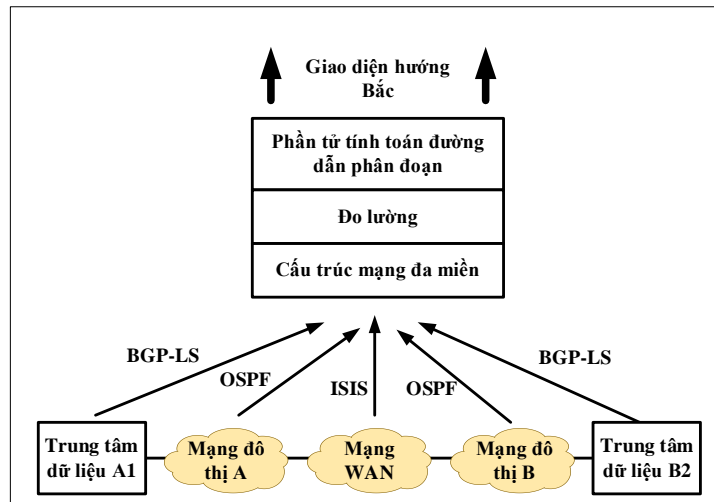 Giao diện hướng
Bắc
Phần tử tính toán đường
dẫn phân đoạn
Đo lường
Cấu trúc mạng đa miền
BGP-LS
OSPF
ISIS
OSPF
BGP-LS
Trung tâm
dữ liệu A1
Mạng đô
thị A
Mạng
WAN
Mạng đô
thị B
Trung tâm
dữ liệu B2